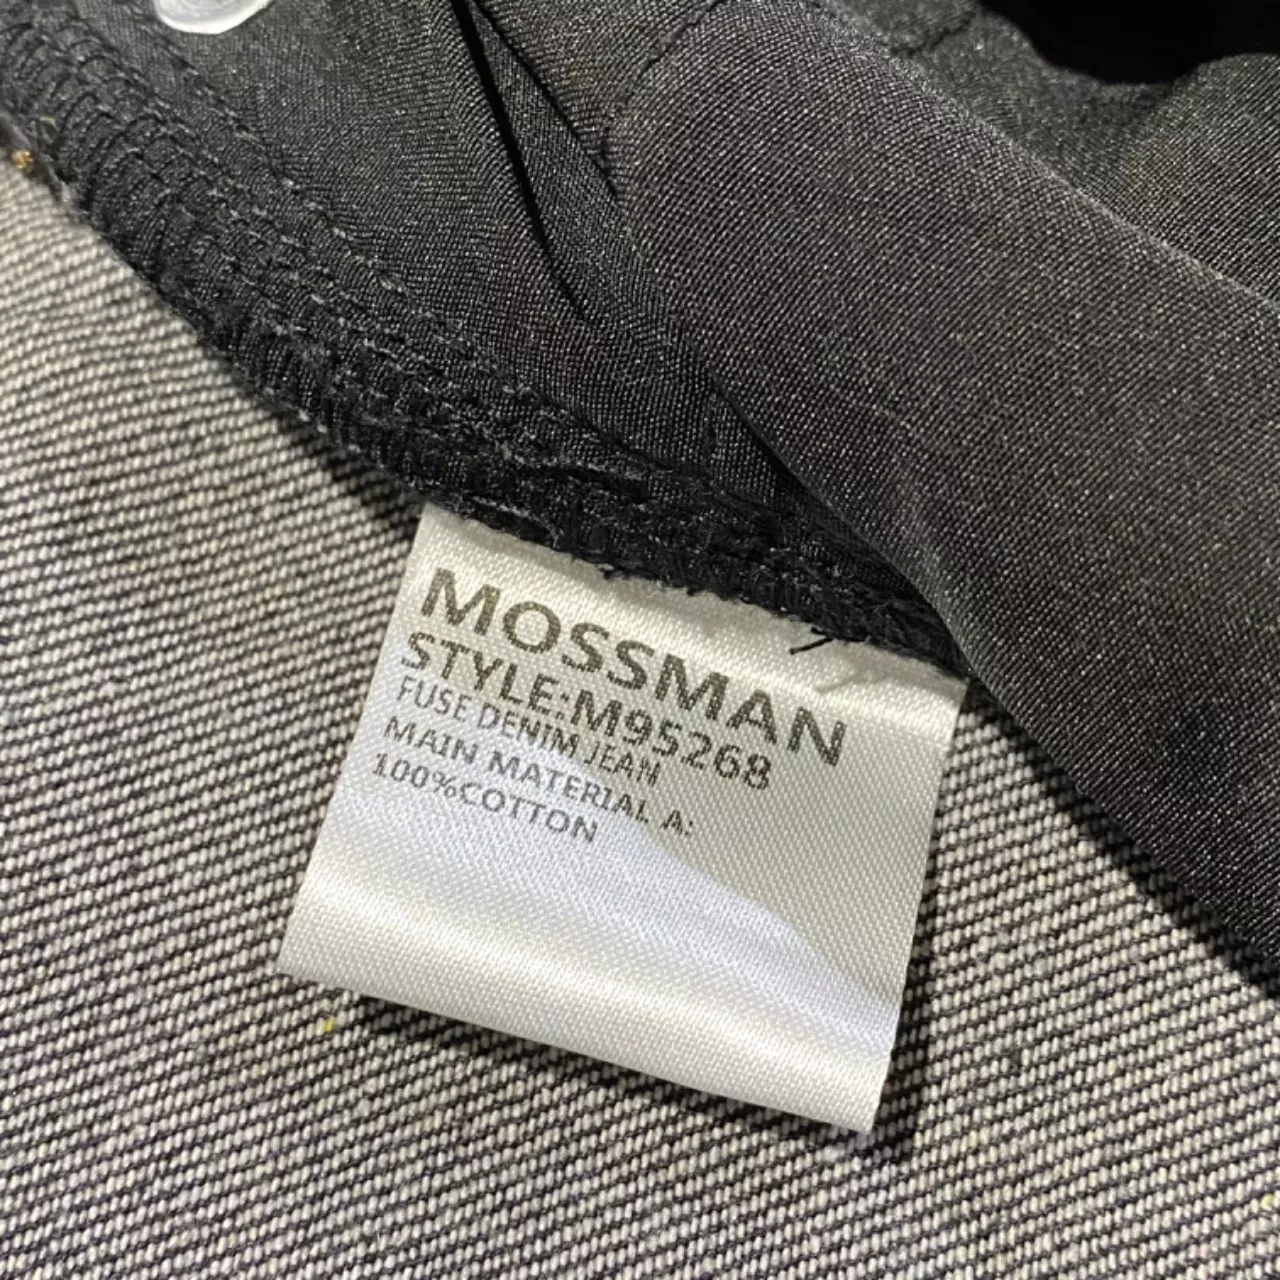 MOSSMAN
STYLE:M95268
FUSE DENIM JEAN
MAIN MATERIAL A:
100%COTTON